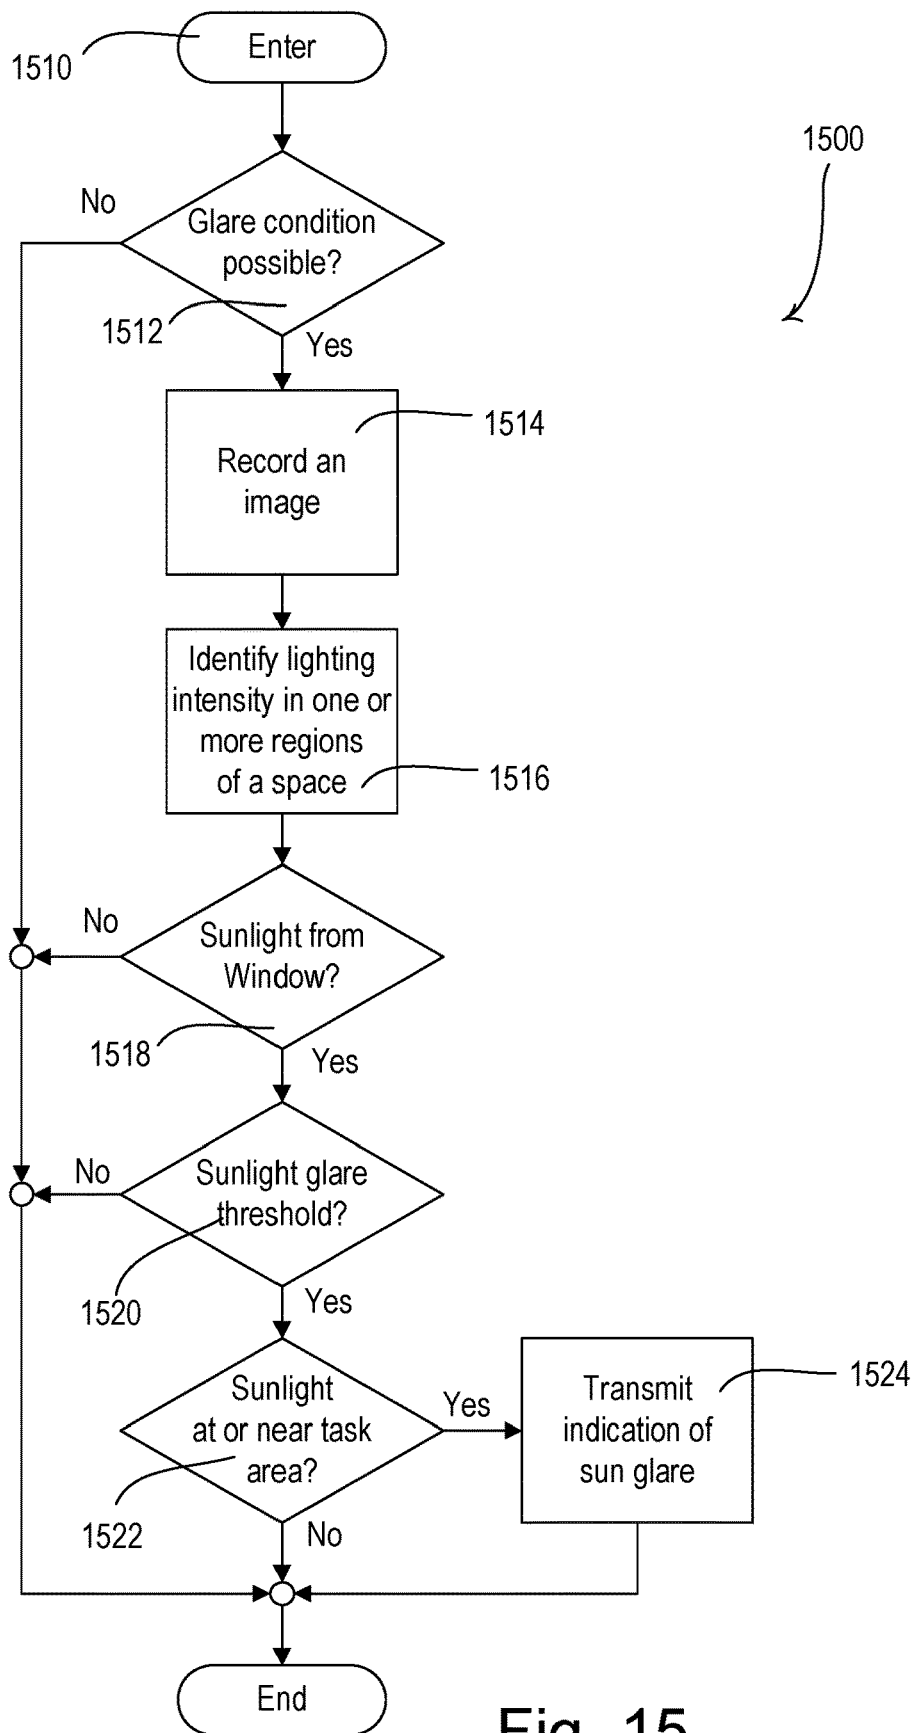 Enter
1510
1500
No
Glare condition
possible?
1512
Yes
1514
Record an
image
Identify lighting
intensity in one or
more regions
of a space
1516
No
Sunlight from
Window?
1518
Yes
No
Sunlight glare
threshold?
1520
Yes
Sunlight
at or near task
area?
Yes
1524
Transmit
indication of
sun glare
1522
No
End
Fig. 15